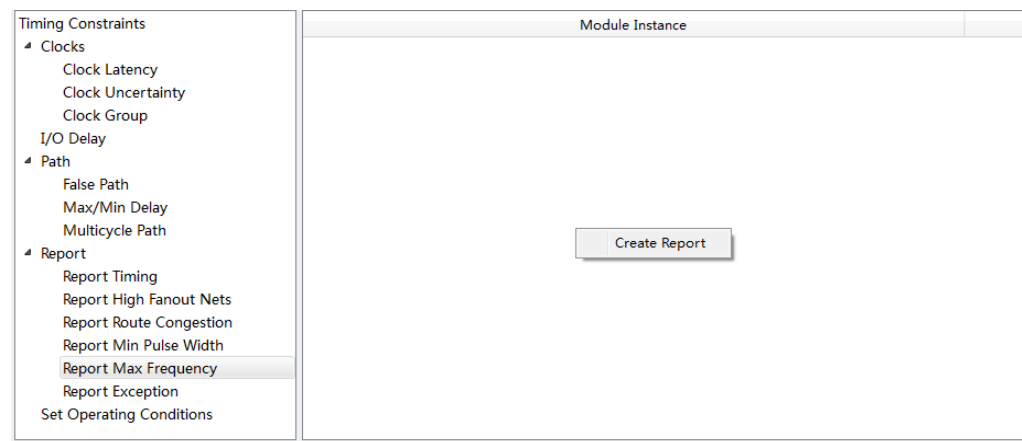 Timing Constraints
Clocks
Clock Latency
Clock Uncertainty
Clock Group
I/O Delay
Path
False Path
Max/Min Delay
Multicycle Path
Report
Report Timing
Report High Fanout Nets
Report Route Congestion
Report Min Pulse Width
Report Max Frequency
Report Exception
Set Operating Conditions
Module Instance
Create Report